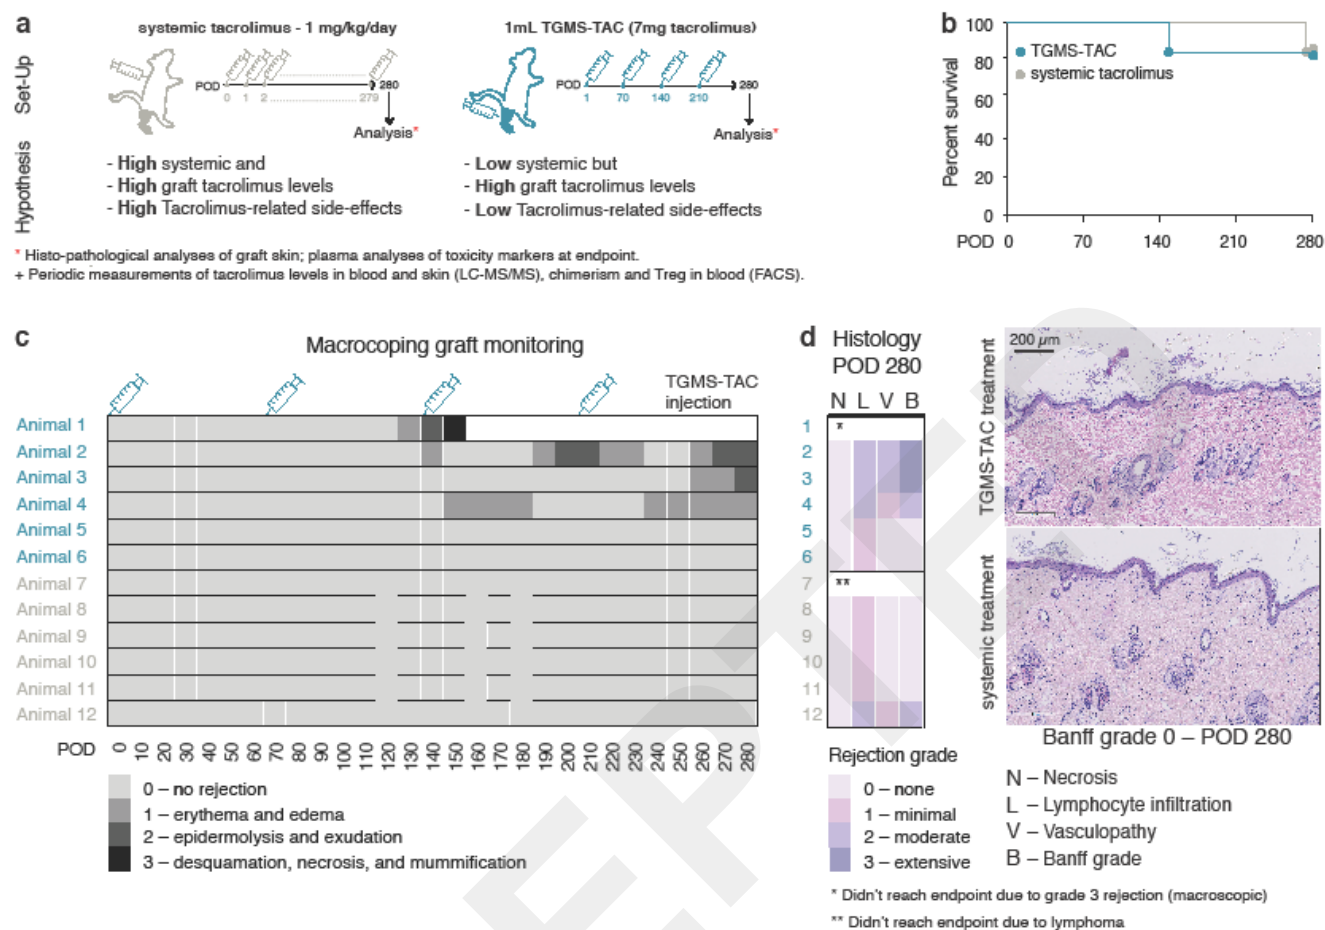 a
systemic tacrolimus - 1 mg/kg/day
1mL TGMS-TAC (7mg tacrolimus)
Set-Up
POD
0 1 2 279
280
Analysis*
POD
1 70 140 210
280
Analysis*
Hypothesis
- High systemic and
- High graft tacrolimus levels
- High Tacrolimus-related side-effects
- Low systemic but
- High graft tacrolimus levels
- Low Tacrolimus-related side-effects
* Histo-pathological analyses of graft skin; plasma analyses of toxicity markers at endpoint.
+ Periodic measurements of tacrolimus levels in blood and skin (LC-MS/MS), chimerism and Treg in blood (FACS).
b
Percent survival
100
80
60
40
20
0
TGMS-TAC
systemic tacrolimus
POD 0 70 140 210 280
c
Macrocoping graft monitoring
TGMS-TAC
injection
Animal 1
Animal 2
Animal 3
Animal 4
Animal 5
Animal 6
Animal 7
Animal 8
Animal 9
Animal 10
Animal 11
Animal 12
POD 0 10 20 30 40 50 60 70 80 90 100 110 120 130 140 150 160 170 180 190 200 210 220 230 240 250 260 270 280
0 – no rejection
1 – erythema and edema
2 – epidermolysis and exudation
3 – desquamation, necrosis, and mummification
d
Histology
POD 280
N L V B
1 *
2
3
4
5
6
7 **
8
9
10
11
12
Rejection grade
0 – none
1 – minimal
2 – moderate
3 – extensive
TGMS-TAC treatment
200 µm
systemic treatment
Banff grade 0 – POD 280
N – Necrosis
L – Lymphocyte infiltration
V – Vasculopathy
B – Banff grade
* Didn't reach endpoint due to grade 3 rejection (macroscopic)
** Didn't reach endpoint due to lymphoma
EPTED